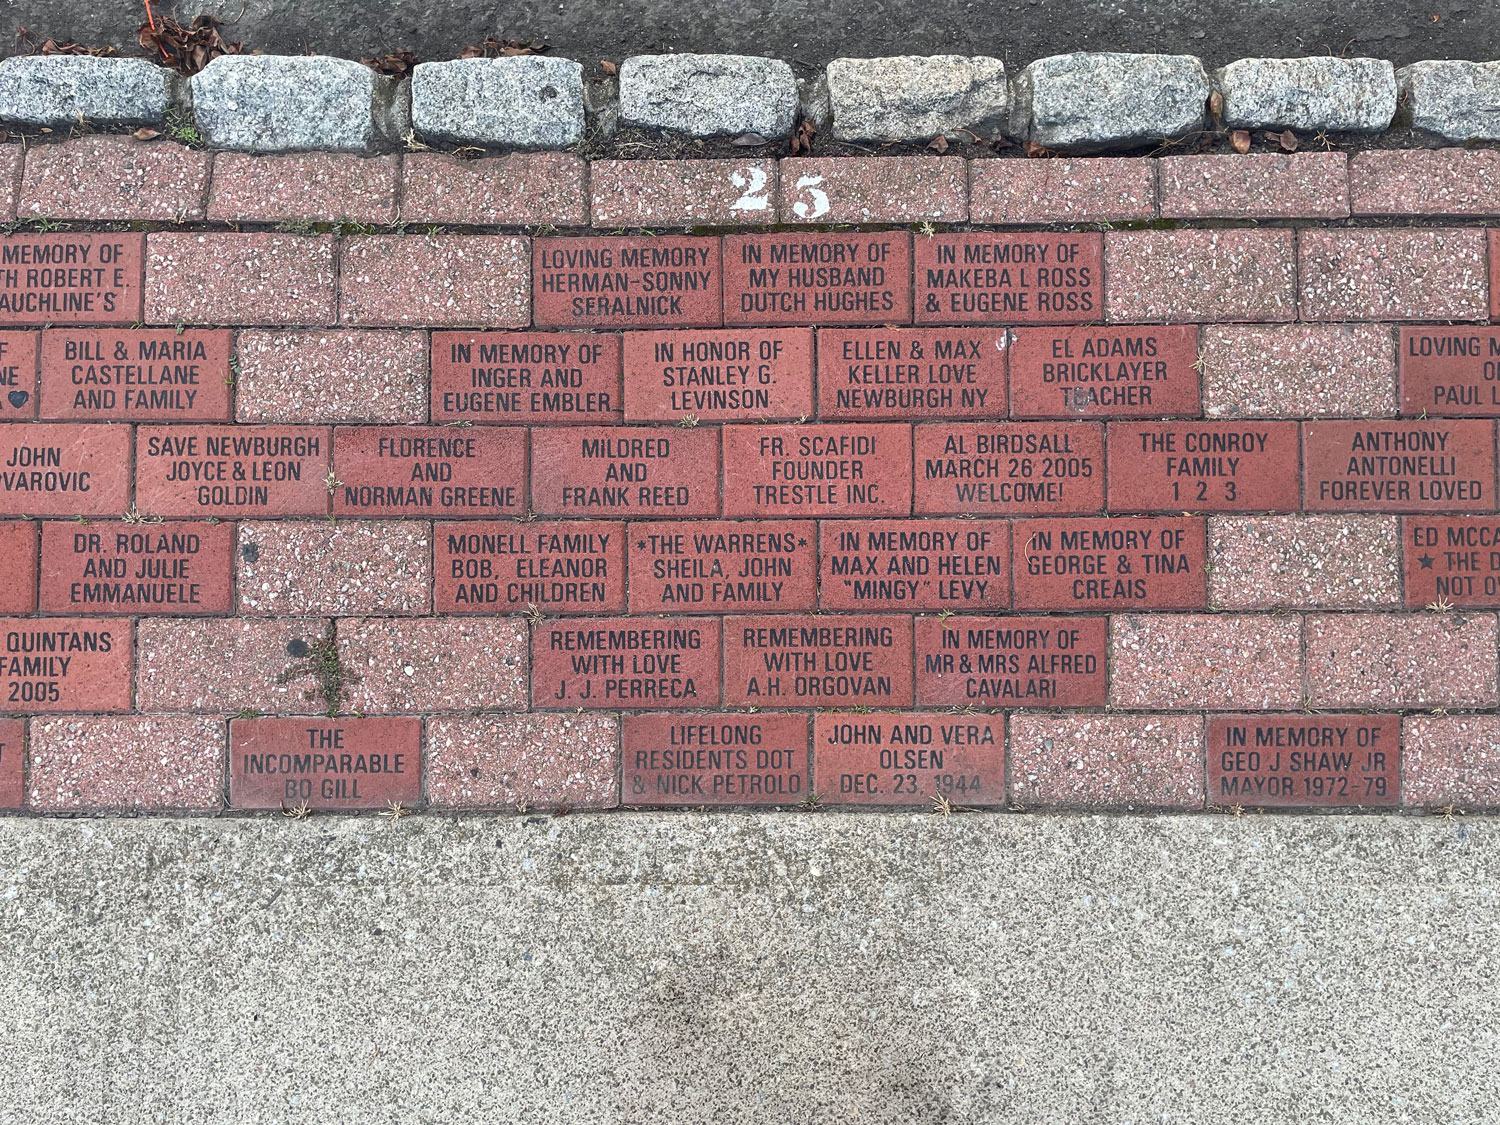 25
MEMORY OF
ROBERT E.
AUCHLINE'S
LOVING MEMORY
HERMAN-SONNY
SERALNICK
IN MEMORY OF
MY HUSBAND
DUTCH HUGHES
IN MEMORY OF
MAKEBA L ROSS
& EUGENE ROSS
BILL & MARIA
CASTELLANE
AND FAMILY
IN MEMORY OF
INGER AND
EUGENE EMBLER
IN HONOR OF
STANLEY G.
LEVINSON
ELLEN & MAX
KELLER LOVE
NEWBURGH NY
EL ADAMS
BRICKLAYER
TEACHER
LOVING
PAUL
JOHN
VAROVIC
SAVE NEWBURGH
JOYCE & LEON
GOLDIN
FLORENCE
AND
NORMAN GREENE
MILDRED
AND
FRANK REED
FR. SCAFIDI
FOUNDER
TRESTLE INC.
AL BIRDSALL
MARCH 26 2005
WELCOME!
THE CONROY
FAMILY
1 2 3
ANTHONY
ANTONELLI
FOREVER LOVED
DR. ROLAND
AND JULIE
EMMANUELE
MONELL FAMILY
BOB, ELEANOR
AND CHILDREN
*THE WARRENS*
SHEILA, JOHN
AND FAMILY
IN MEMORY OF
MAX AND HELEN
"MINGY" LEVY
IN MEMORY OF
GEORGE & TINA
CREAIS
ED MCCA
★ THE D
NOT O
QUINTANS
FAMILY
2005
REMEMBERING
WITH LOVE
J. J. PERRECA
REMEMBERING
WITH LOVE
A.H. ORGOVAN
IN MEMORY OF
MR & MRS ALFRED
CAVALARI
THE
INCOMPARABLE
BO GILL
LIFELONG
RESIDENTS DOT
& NICK PETROLO
JOHN AND VERA
OLSEN
DEC. 23, 1944
IN MEMORY OF
GEO J SHAW JR
MAYOR 1972-79